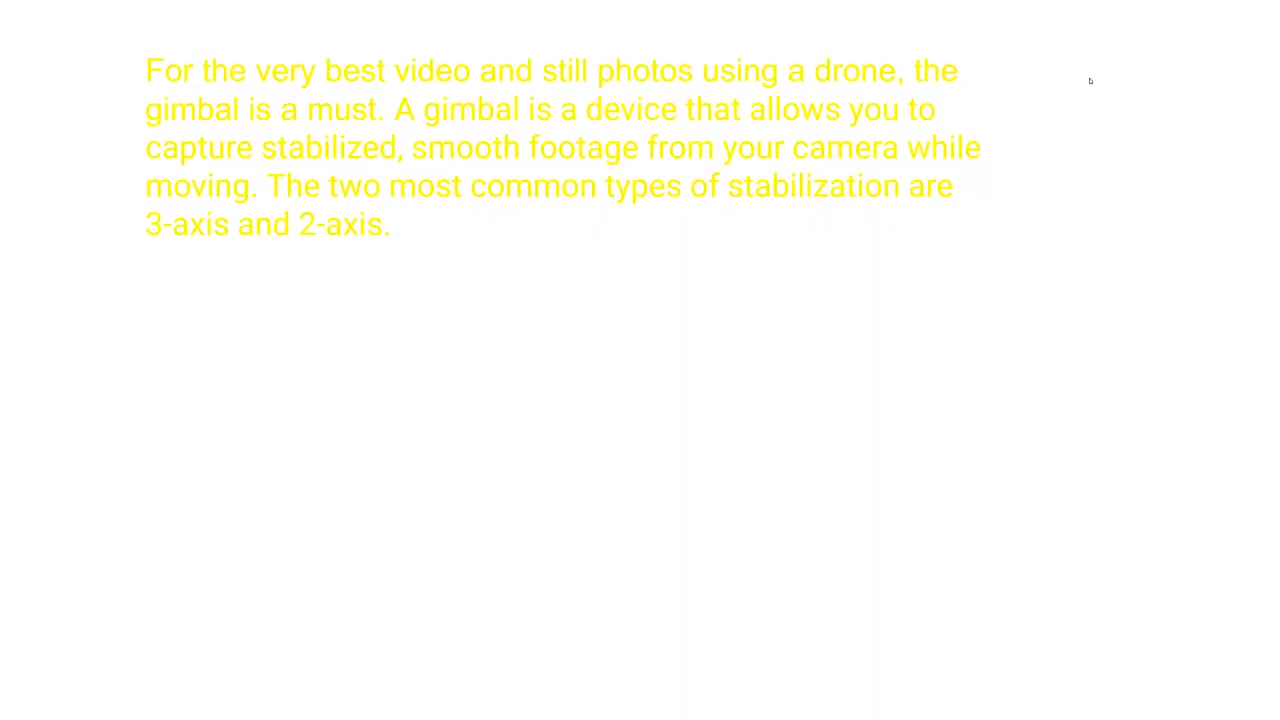 For the very best video and still photos using a drone, the
gimbal is a must. A gimbal is a device that allows you to
capture stabilized, smooth footage from your camera while
moving. The two most common types of stabilization are
3-axis and 2-axis.